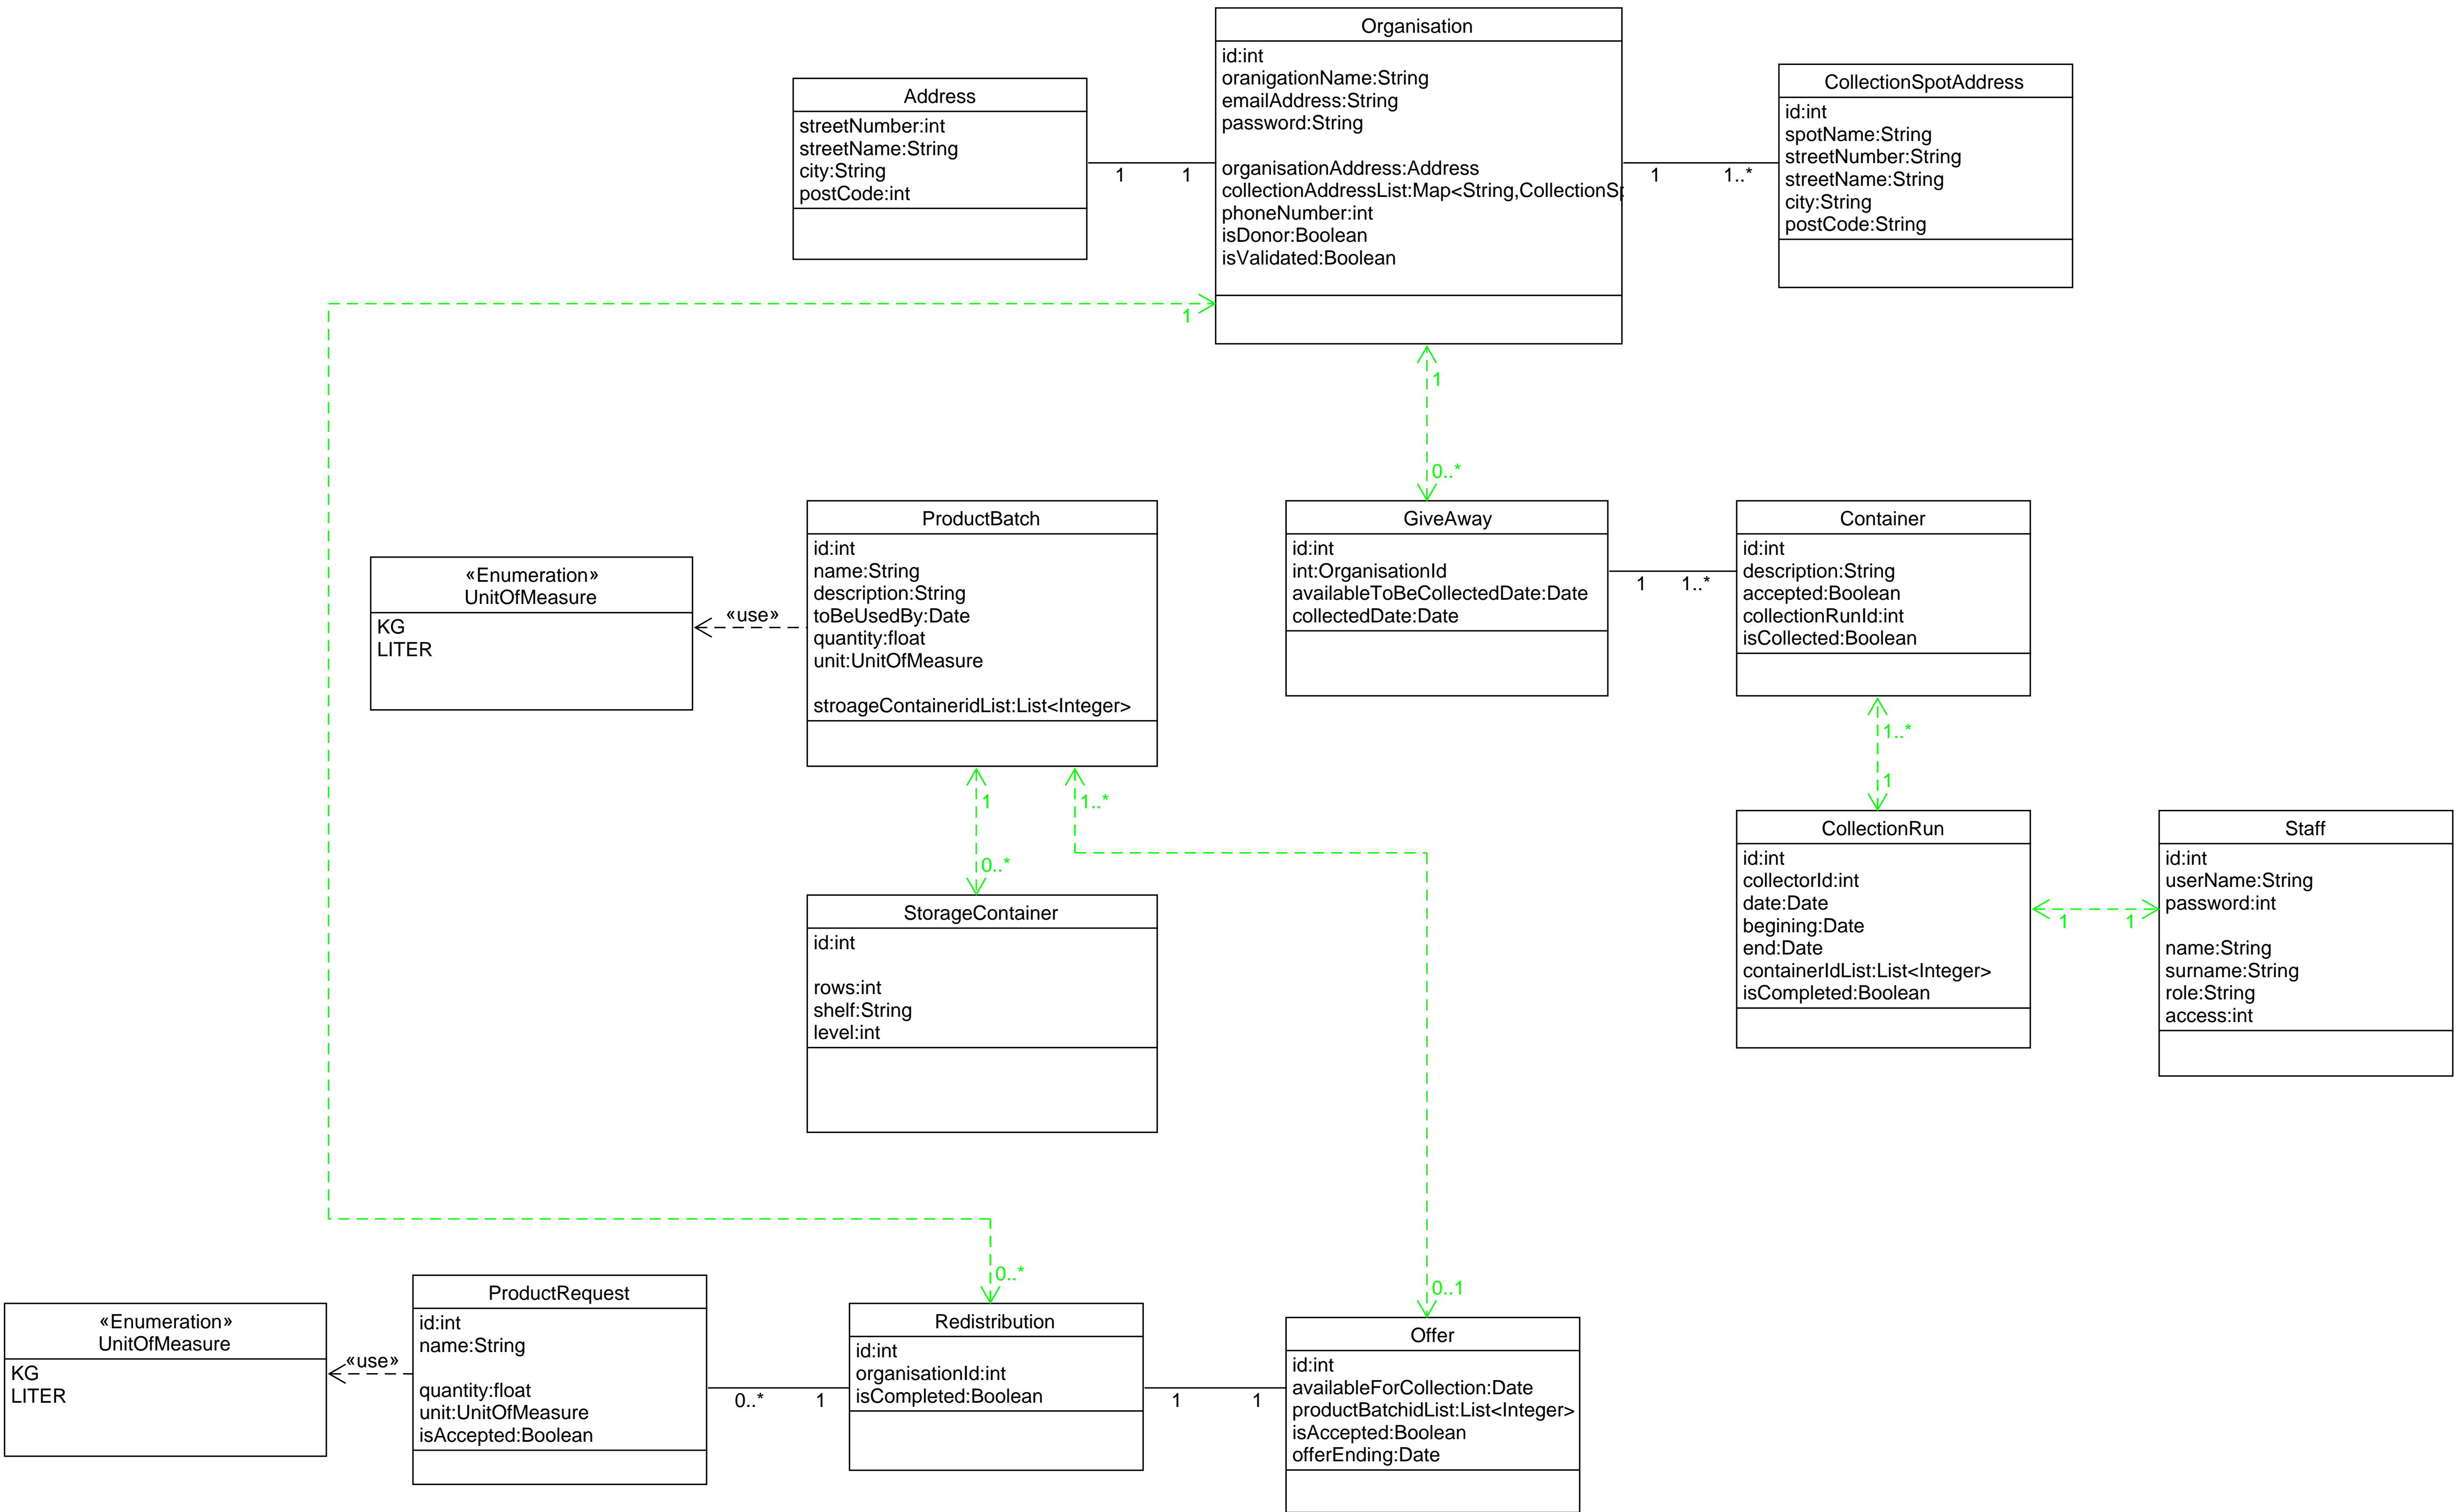 Organisation
id:int
oranigationName:String
emailAddress:String
password:String
organisationAddress:Address
collectionAddressList:Map<String,CollectionSp
phoneNumber:int
isDonor:Boolean
isValidated:Boolean
Address
streetNumber:int
streetName:String
city:String
postCode:int
1 1
CollectionSpotAddress
id:int
spotName:String
streetNumber:String
streetName:String
city:String
postCode:String
1 1..*
1
1
0..*
ProductBatch
id:int
name:String
description:String
toBeUsedBy:Date
quantity:float
unit:UnitOfMeasure
stroageContaineridList:List<Integer>
«Enumeration»
UnitOfMeasure
KG
LITER
«use»
GiveAway
id:int
int:OrganisationId
availableToBeCollectedDate:Date
collectedDate:Date
1 1..*
Container
id:int
description:String
accepted:Boolean
collectionRunId:int
isCollected:Boolean
1..*
1
1
0..*
1..*
StorageContainer
id:int
rows:int
shelf:String
level:int
CollectionRun
id:int
collectorId:int
date:Date
begining:Date
end:Date
containerIdList:List<Integer>
isCompleted:Boolean
1 1
Staff
id:int
userName:String
password:int
name:String
surname:String
role:String
access:int
0..*
0..1
«Enumeration»
UnitOfMeasure
KG
LITER
«use»
ProductRequest
id:int
name:String
quantity:float
unit:UnitOfMeasure
isAccepted:Boolean
0..* 1
Redistribution
id:int
organisationId:int
isCompleted:Boolean
1 1
Offer
id:int
availableForCollection:Date
productBatchidList:List<Integer>
isAccepted:Boolean
offerEnding:Date